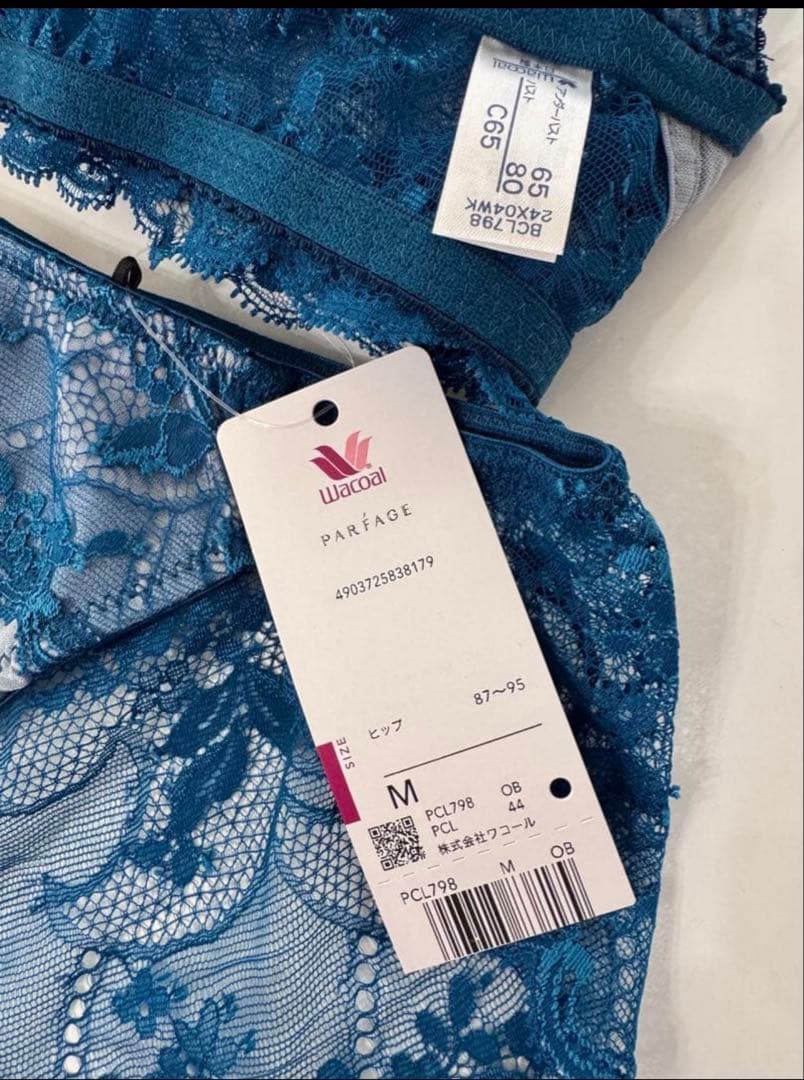 Wacoal
アンダーバスト 65
バスト 80
C65
BCL798
24X04WK
Wacoal
PARFAGE
4903725838179
ヒップ 87〜95
SIZE
M
PCL798 OB
PCL 44
株式会社ワコール
PCL798 M OB